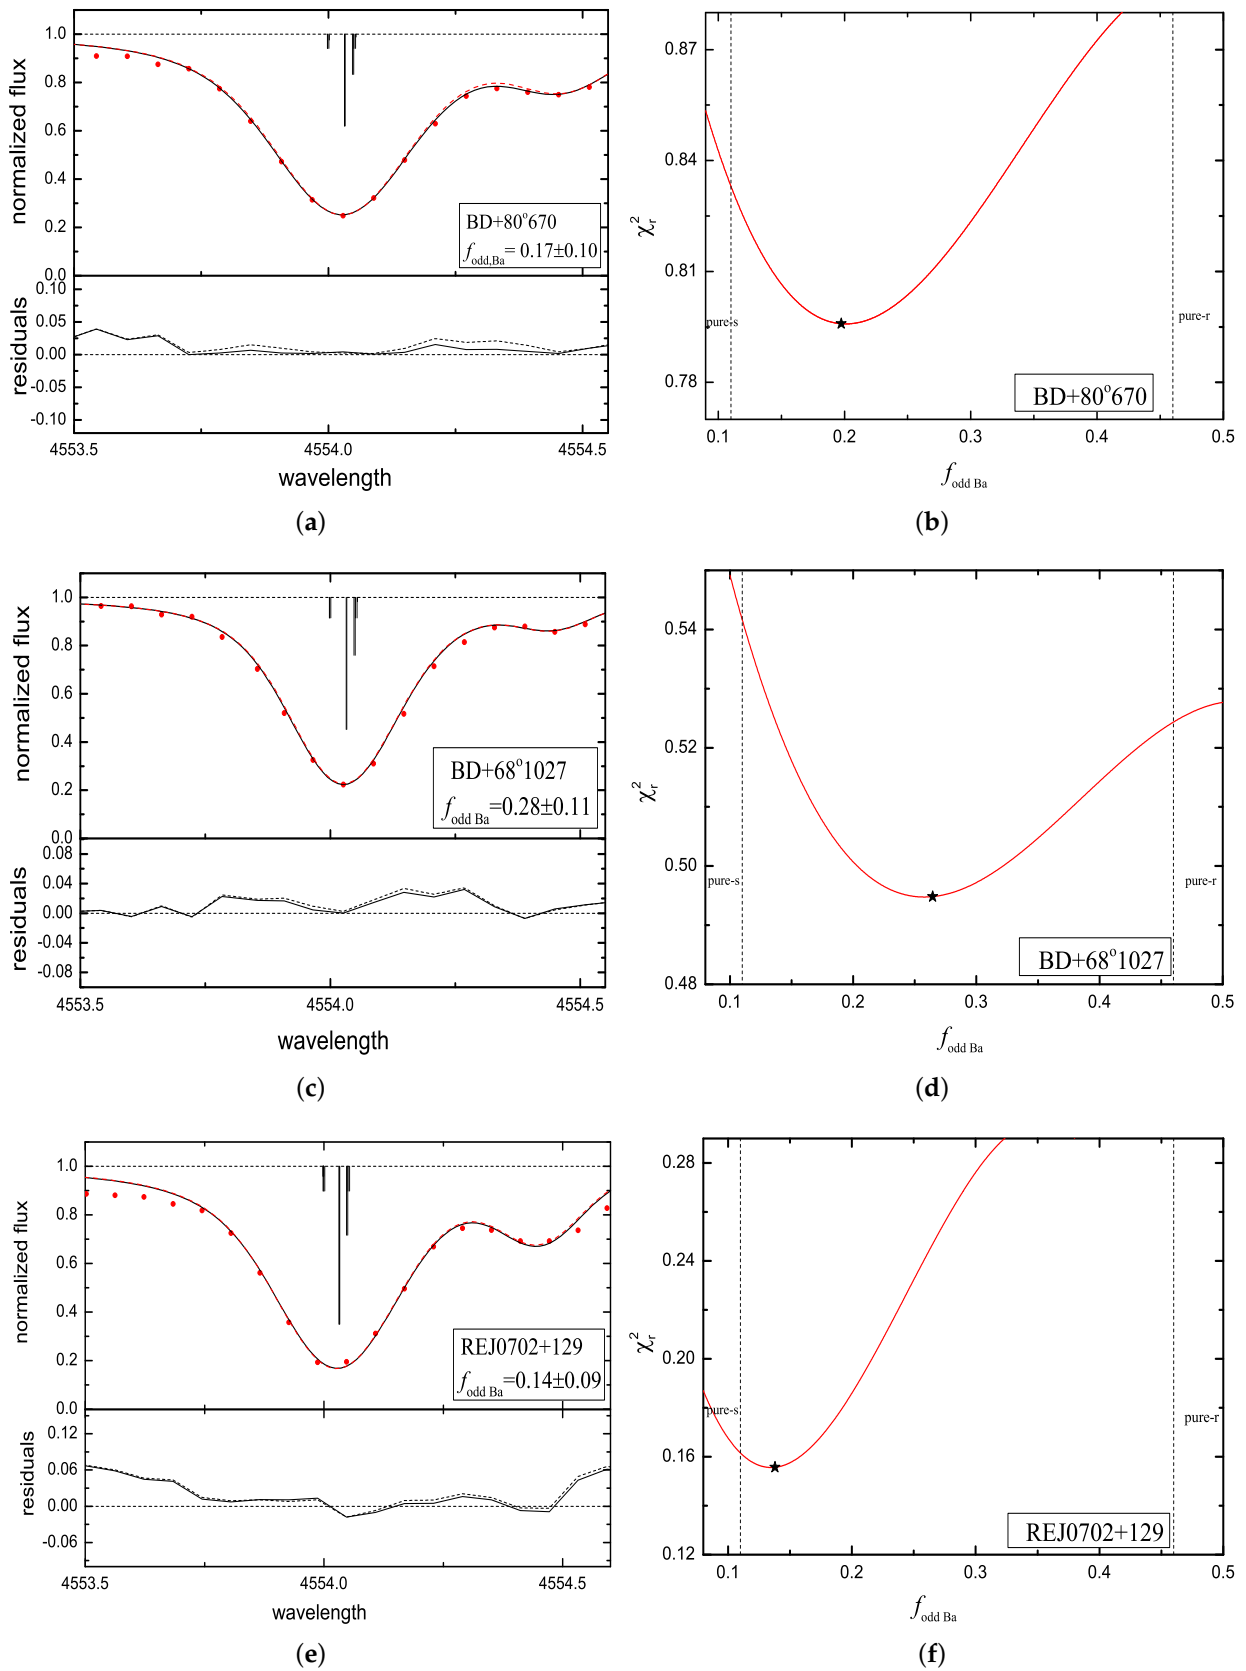 normalized flux
1.0
0.8
0.6
0.4
0.2
0.0
BD+80°670
f odd,Ba = 0.17±0.10
residuals
0.10
0.05
0.00
-0.05
-0.10
4553.5 4554.0 4554.5
wavelength
(a)
χ²r
0.87
0.84
0.81
0.78
pure-s
pure-r
BD+80°670
0.1 0.2 0.3 0.4 0.5
f odd Ba
(b)
normalized flux
1.0
0.8
0.6
0.4
0.2
0.0
BD+68°1027
f odd Ba =0.28±0.11
residuals
0.08
0.04
0.00
-0.04
-0.08
4553.5 4554.0 4554.5
wavelength
(c)
χ²r
0.54
0.52
0.50
0.48
pure-s
pure-r
BD+68°1027
0.1 0.2 0.3 0.4 0.5
f odd Ba
(d)
normalized flux
1.0
0.8
0.6
0.4
0.2
0.0
REJ0702+129
f odd Ba =0.14±0.09
residuals
0.12
0.06
0.00
-0.06
4553.5 4554.0 4554.5
wavelength
(e)
χ²r
0.28
0.24
0.20
0.16
0.12
pure-s
pure-r
REJ0702+129
0.1 0.2 0.3 0.4 0.5
f odd Ba
(f)